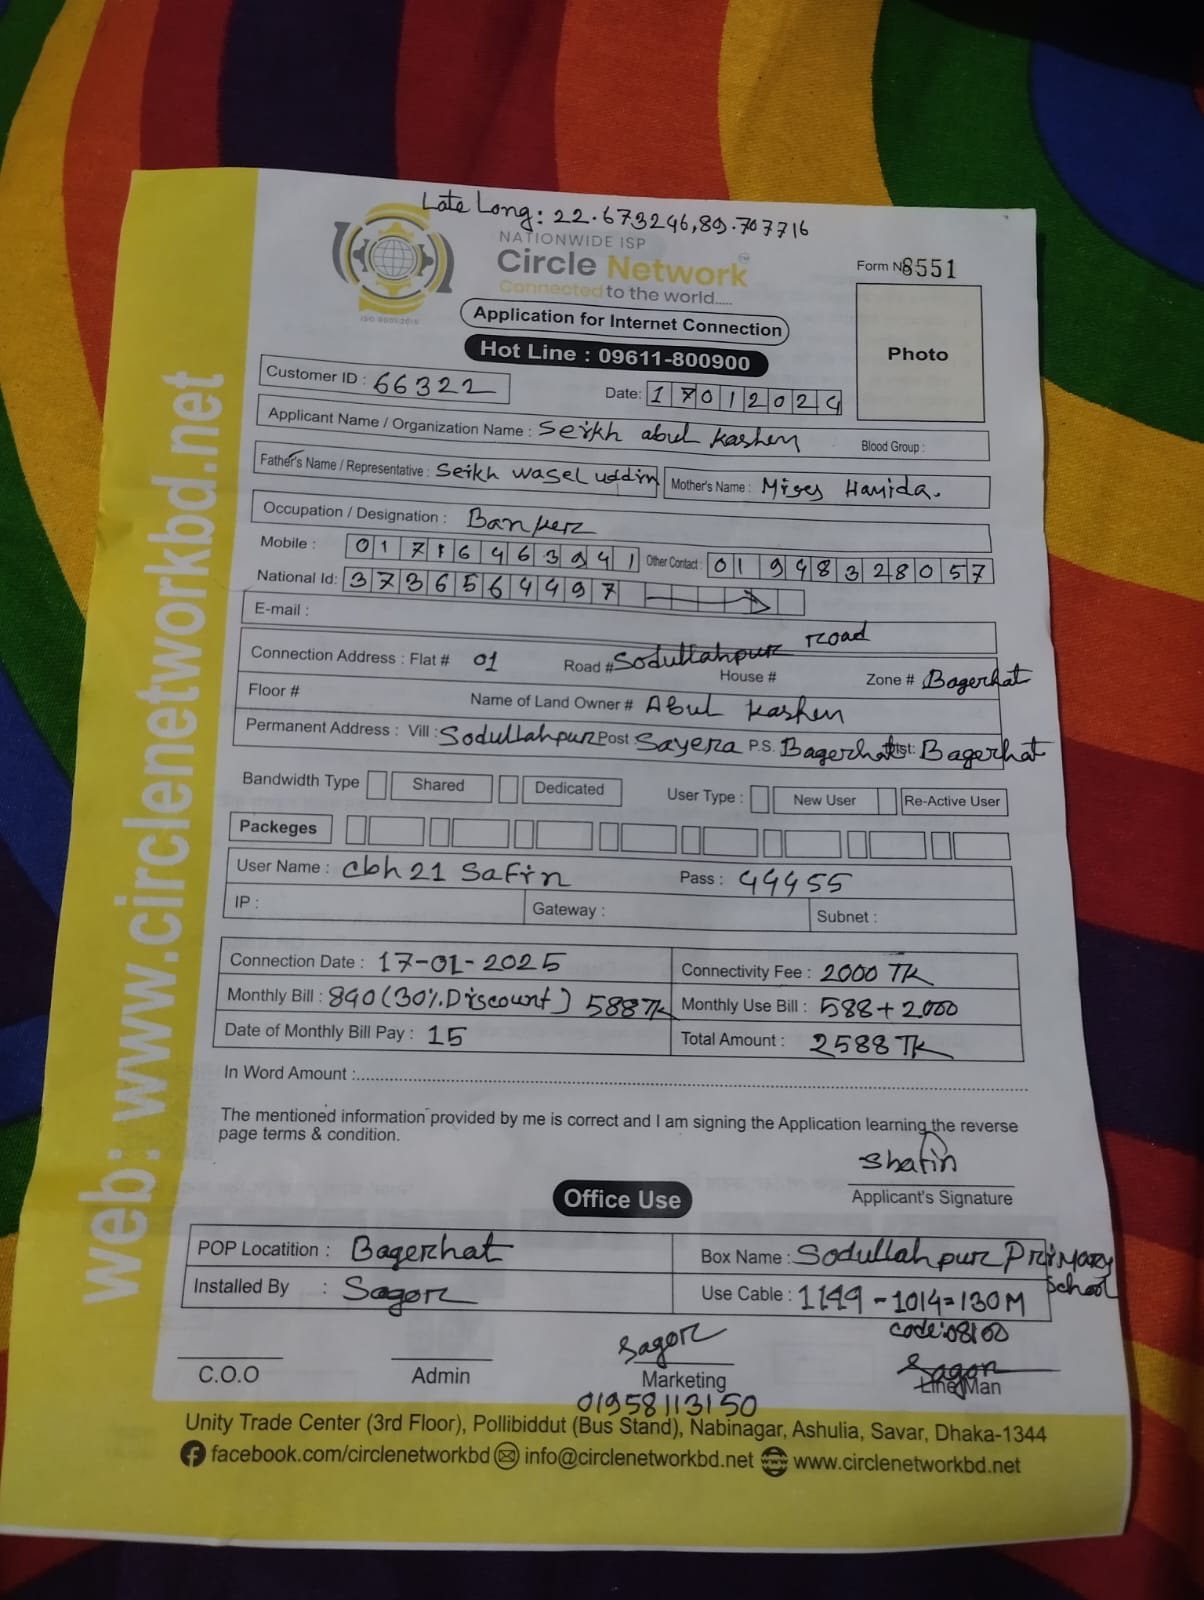 Late Long: 22.673246,89.707716
NATIONWIDE ISP
Circle Network TM
Connected to the world.....
ISO 9001:2015
Form N 8551
Application for Internet Connection
Hot Line : 09611-800900
Photo
Customer ID : 66322
Date: 17012024
Applicant Name / Organization Name : Seikh abul Kashem Blood Group :
Father's Name / Representative : Seikh wasel uddin Mother's Name : Mises Hamida.
Occupation / Designation : Banker
Mobile : 01716463941 Other Contact : 01948328057
National Id: 3736564497
E-mail :
Connection Address : Flat # 01 Road # Sodullahpur road House # Zone # Bagerhat
Floor # Name of Land Owner # Abul Kashem
Permanent Address : Vill : Sodullahpur Post Sayera P.S. Bagerhat Dist: Bagerhat
Bandwidth Type Shared Dedicated User Type : New User Re-Active User
Packeges
User Name : cbh21 Safin Pass : 44455
IP : Gateway : Subnet :
Connection Date : 17-01-2025 Connectivity Fee : 2000 TK
Monthly Bill : 840 (30% Discount) 588 TK Monthly Use Bill : 588+2000
Date of Monthly Bill Pay : 15 Total Amount : 2588 TK
In Word Amount :
The mentioned information provided by me is correct and I am signing the Application learning the reverse
page terms & condition.
Shafin
Applicant's Signature
Office Use
POP Locatition : Bagerhat Box Name : Sodullahpur Primary School
Installed By : Sagor Use Cable : 1149-1014=130M
code:08100
Sagor Sagor
C.O.O Admin Marketing Line Man
01958113150
Unity Trade Center (3rd Floor), Pollibiddut (Bus Stand), Nabinagar, Ashulia, Savar, Dhaka-1344
facebook.com/circlenetworkbd info@circlenetworkbd.net www.circlenetworkbd.net
web: www.circlenetworkbd.net